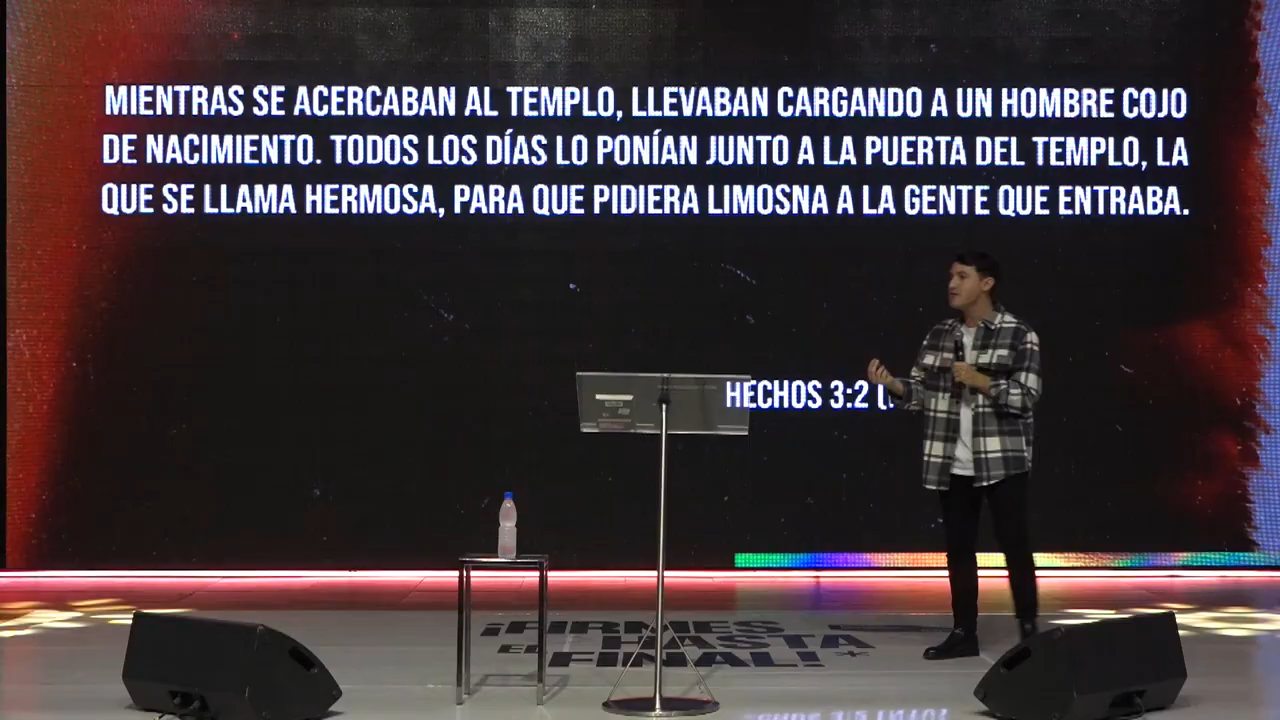 MIENTRAS SE ACERCABAN AL TEMPLO, LLEVABAN CARGANDO A UN HOMBRE COJO
DE NACIMIENTO. TODOS LOS DÍAS LO PONÍAN JUNTO A LA PUERTA DEL TEMPLO, LA
QUE SE LLAMA HERMOSA, PARA QUE PIDIERA LIMOSNA A LA GENTE QUE ENTRABA.
HECHOS 3:2
¡FIRMES
HASTA
EL FINAL!*